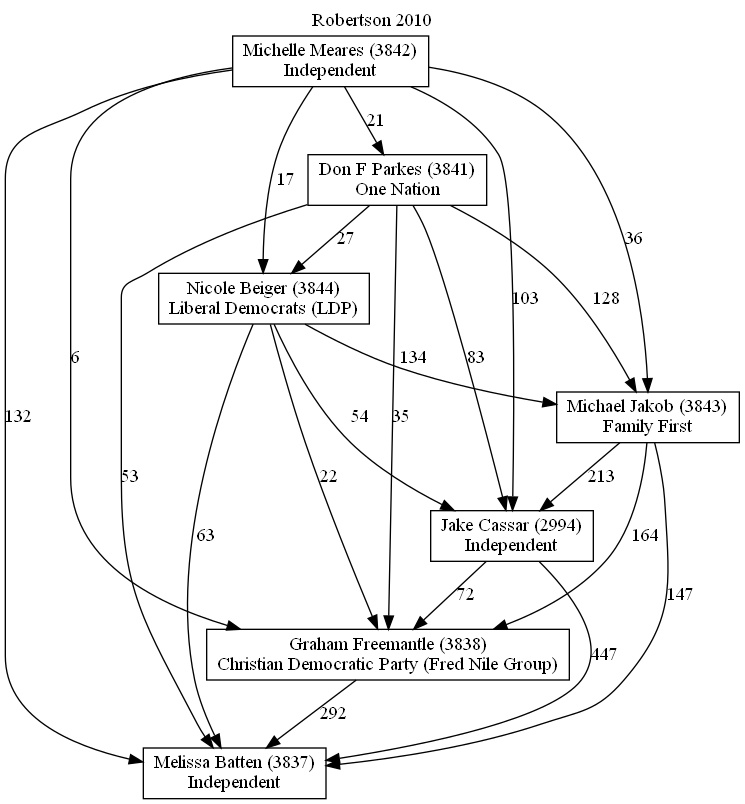 Robertson 2010
Michelle Meares (3842)
Independent
21
Don F Parkes (3841)
One Nation
17
27
36
Nicole Beiger (3844)
Liberal Democrats (LDP)
103
128
6
134
83
Michael Jakob (3843)
Family First
132
54
35
53
22
213
Jake Cassar (2994)
Independent
63
164
72
147
Graham Freemantle (3838)
Christian Democratic Party (Fred Nile Group)
447
292
Melissa Batten (3837)
Independent